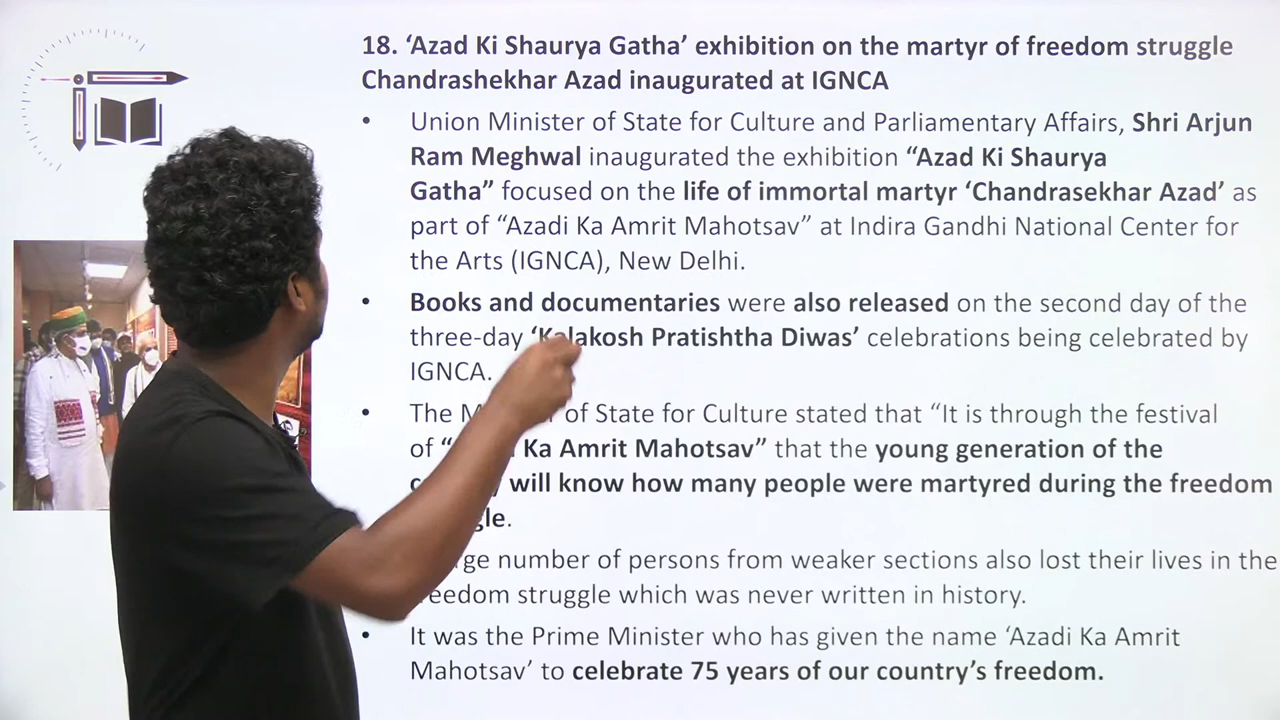 18. ‘Azad Ki Shaurya Gatha’ exhibition on the martyr of freedom struggle
Chandrashekhar Azad inaugurated at IGNCA
• Union Minister of State for Culture and Parliamentary Affairs, Shri Arjun
Ram Meghwal inaugurated the exhibition “Azad Ki Shaurya
Gatha” focused on the life of immortal martyr ‘Chandrasekhar Azad’ as
part of “Azadi Ka Amrit Mahotsav” at Indira Gandhi National Center for
the Arts (IGNCA), New Delhi.
• Books and documentaries were also released on the second day of the
three-day ‘Kalakosh Pratishtha Diwas’ celebrations being celebrated by
IGNCA.
• The of State for Culture stated that “It is through the festival
of “ Ka Amrit Mahotsav” that the young generation of the
will know how many people were martyred during the freedom
number of persons from weaker sections also lost their lives in the
freedom struggle which was never written in history.
• It was the Prime Minister who has given the name ‘Azadi Ka Amrit
Mahotsav’ to celebrate 75 years of our country’s freedom.